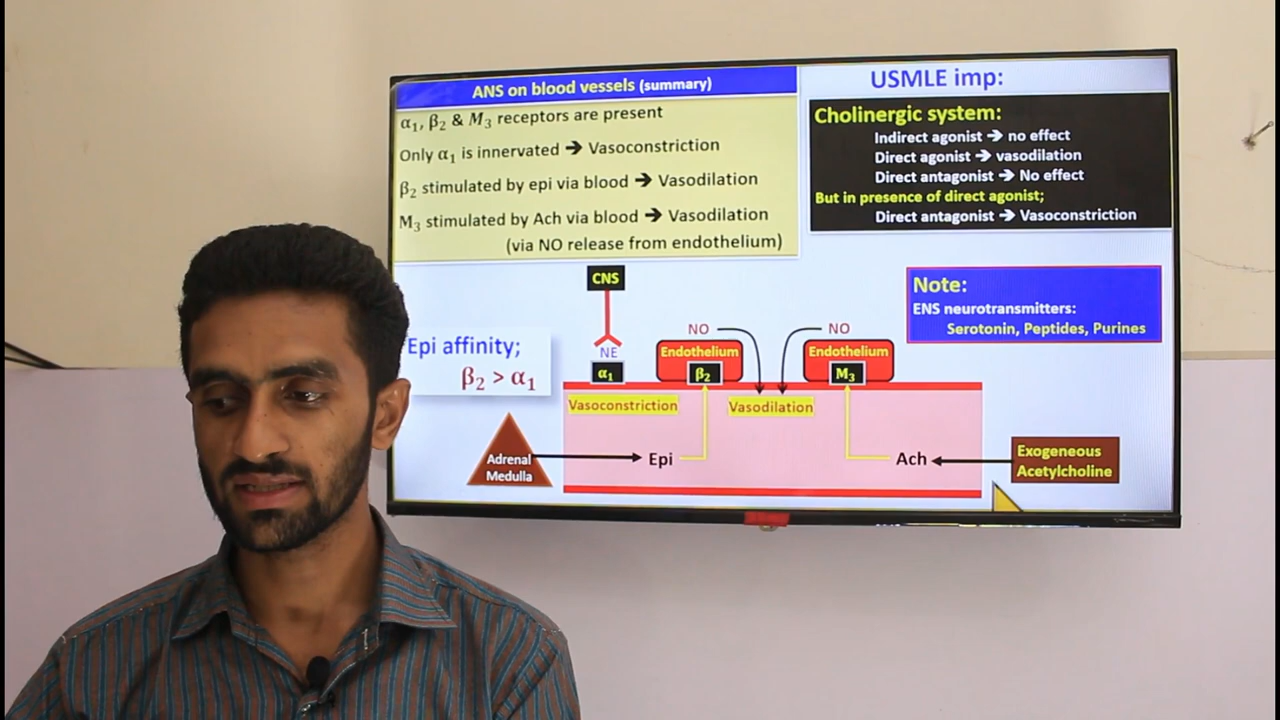 ANS on blood vessels (summary)
α₁, β₂ & M₃ receptors are present
Only α₁ is innervated ➔ Vasoconstriction
β₂ stimulated by epi via blood ➔ Vasodilation
M₃ stimulated by Ach via blood ➔ Vasodilation
(via NO release from endothelium)
USMLE imp:
Cholinergic system:
Indirect agonist ➔ no effect
Direct agonist ➔ vasodilation
Direct antagonist ➔ No effect
But in presence of direct agonist;
Direct antagonist ➔ Vasoconstriction
Note:
ENS neurotransmitters:
Serotonin, Peptides, Purines
Epi affinity;
β₂ > α₁
CNS
NE
α₁
Vasoconstriction
NO
Endothelium
β₂
Vasodilation
NO
Endothelium
M₃
Adrenal
Medulla
Epi
Ach
Exogeneous
Acetylcholine